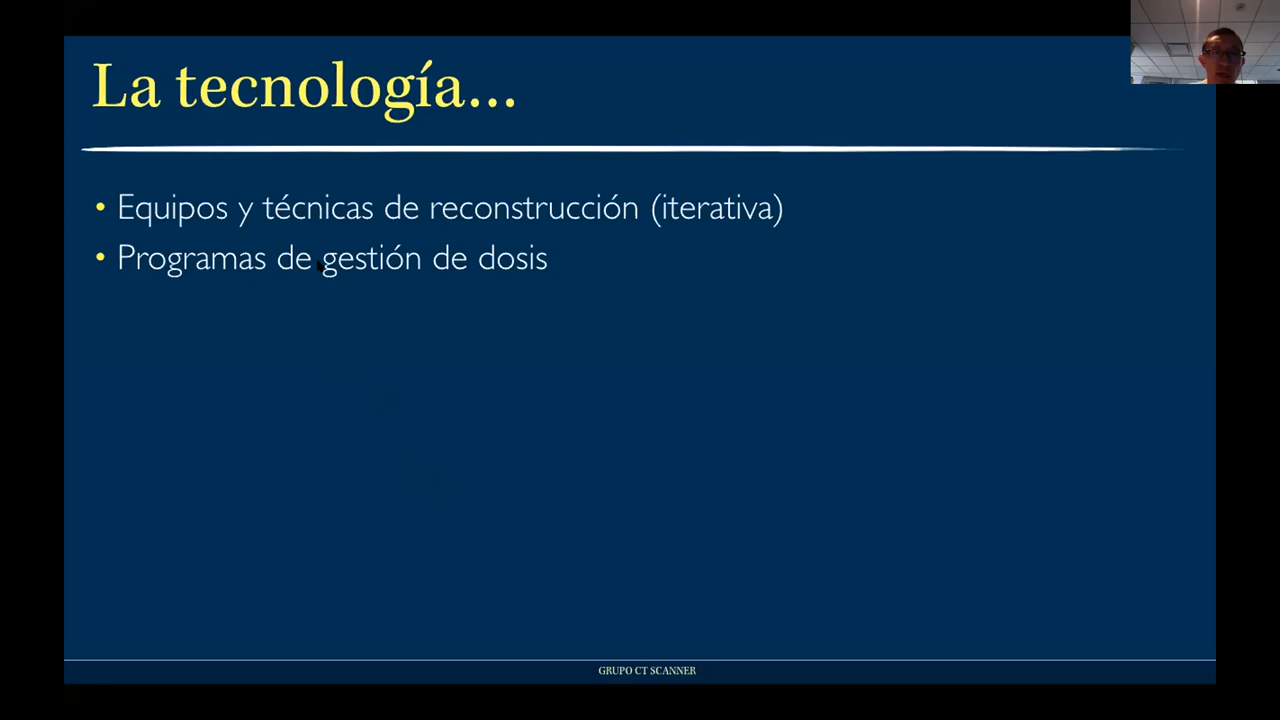 La tecnología...
• Equipos y técnicas de reconstrucción (iterativa)
• Programas de gestión de dosis
GRUPO CT SCANNER